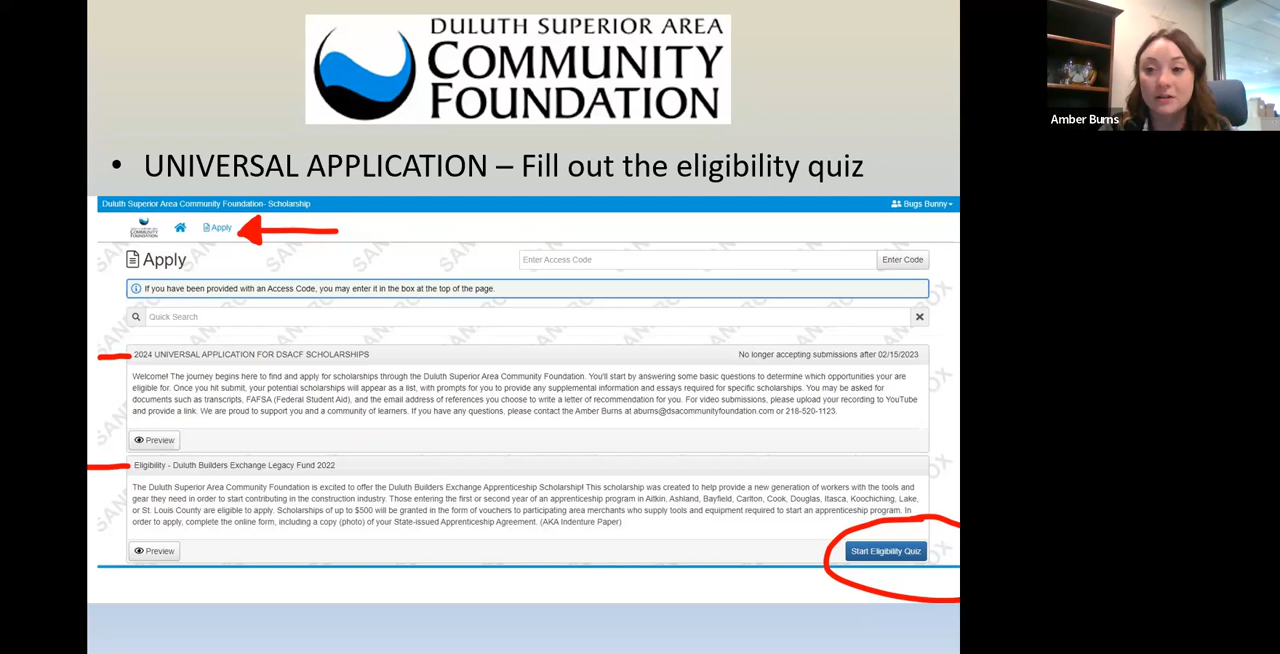 DULUTH SUPERIOR AREA
COMMUNITY
FOUNDATION
Amber Burns
• UNIVERSAL APPLICATION – Fill out the eligibility quiz
Duluth Superior Area Community Foundation- Scholarship
Bugs Bunny
COMMUNITY
FOUNDATION
Apply
Apply
Enter Access Code
Enter Code
If you have been provided with an Access Code, you may enter it in the box at the top of the page.
Quick Search
2024 UNIVERSAL APPLICATION FOR DSACF SCHOLARSHIPS
No longer accepting submissions after 02/15/2023
Welcome! The journey begins here to find and apply for scholarships through the Duluth Superior Area Community Foundation. You'll start by answering some basic questions to determine which opportunities your are
eligible for. Once you hit submit, your potential scholarships will appear as a list, with prompts for you to provide any supplemental information and essays required for specific scholarships. You may be asked for
documents such as transcripts, FAFSA (Federal Student Aid), and the email address of references you choose to write a letter of recommendation for you. For video submissions, please upload your recording to YouTube
and provide a link. We are proud to support you and a community of learners. If you have any questions, please contact the Amber Burns at aburns@dsacommunityfoundation.com or 218-520-1123.
Preview
Eligibility - Duluth Builders Exchange Legacy Fund 2022
The Duluth Superior Area Community Foundation is excited to offer the Duluth Builders Exchange Apprenticeship Scholarship! This scholarship was created to help provide a new generation of workers with the tools and
gear they need in order to start contributing in the construction industry. Those entering the first or second year of an apprenticeship program in Aitkin, Ashland, Bayfield, Carlton, Cook, Douglas, Itasca, Koochiching, Lake,
or St. Louis County are eligible to apply. Scholarships of up to $500 will be granted in the form of vouchers to participating area merchants who supply tools and equipment required to start an apprenticeship program. In
order to apply, complete the online form, including a copy (photo) of your State-issued Apprenticeship Agreement. (AKA Indenture Paper)
Preview
Start Eligibility Quiz